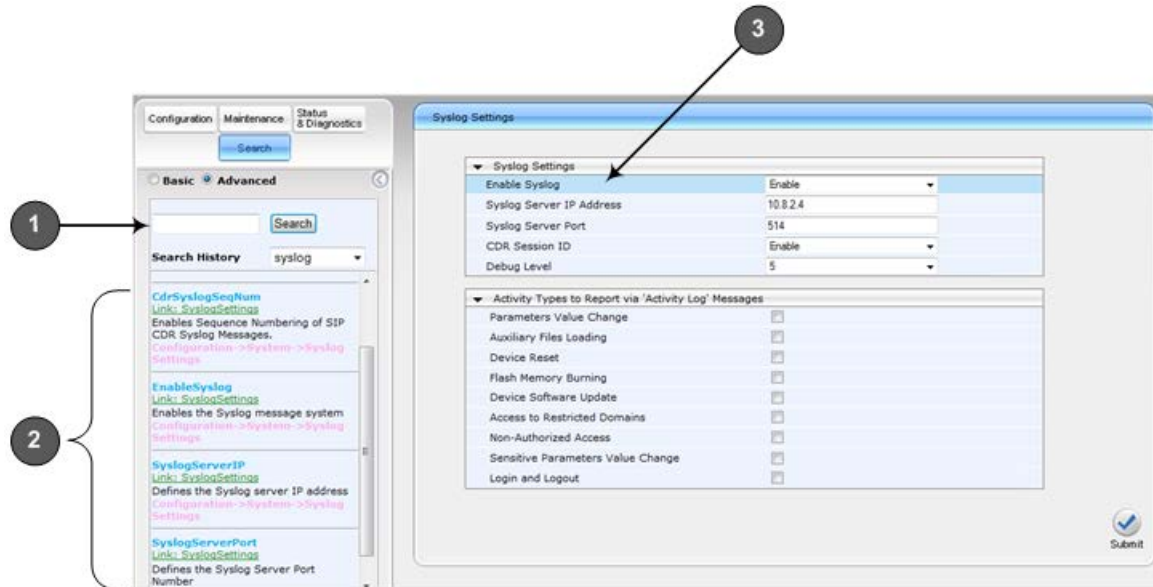 3
Configuration
Maintenance
Status
& Diagnostics
Search
Basic
Advanced
1
Search
Search History
syslog
2
CdrSyslogSeqNum
Link: SyslogSettings
Enables Sequence Numbering of SIP
CDR Syslog Messages.
Configuration->System->Syslog
Settings
EnableSyslog
Link: SyslogSettings
Enables the Syslog message system
Configuration->System->Syslog
Settings
SyslogServerIP
Link: SyslogSettings
Defines the Syslog server IP address
Configuration->System->Syslog
Settings
SyslogServerPort
Link: SyslogSettings
Defines the Syslog Server Port
Number
Syslog Settings
Syslog Settings
Enable Syslog Enable
Syslog Server IP Address 10.8.2.4
Syslog Server Port 514
CDR Session ID Enable
Debug Level 5
Activity Types to Report via 'Activity Log' Messages
Parameters Value Change
Auxiliary Files Loading
Device Reset
Flash Memory Burning
Device Software Update
Access to Restricted Domains
Non-Authorized Access
Sensitive Parameters Value Change
Login and Logout
Submit